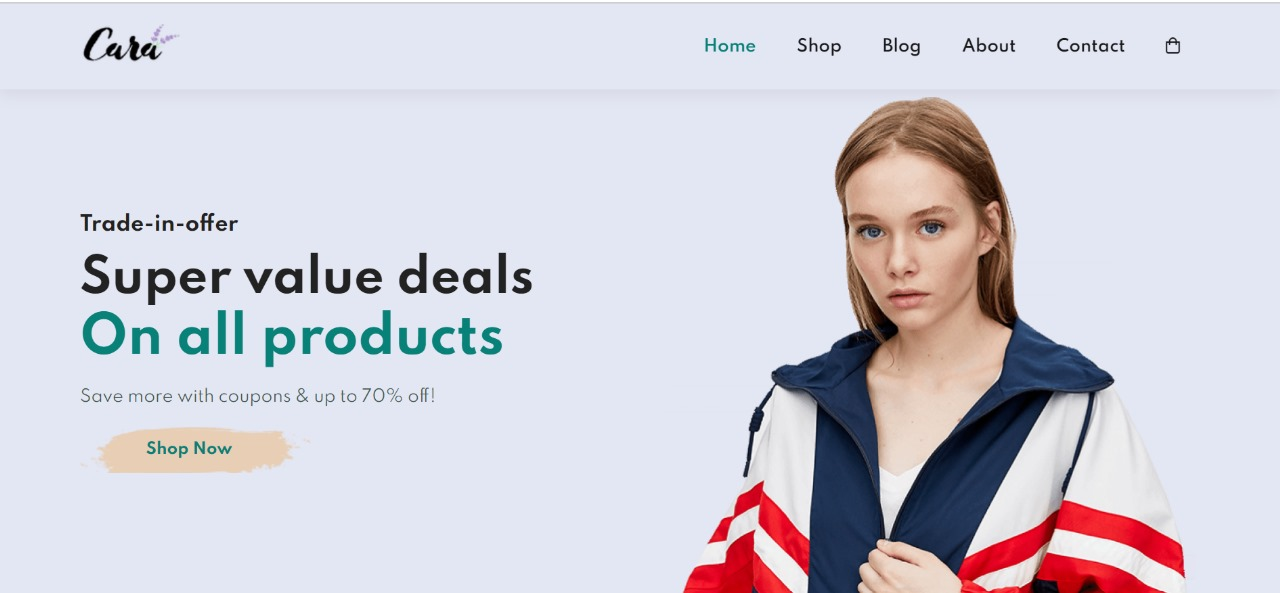 Cara
Home Shop Blog About Contact
Trade-in-offer
Super value deals
On all products
Save more with coupons & up to 70% off!
Shop Now